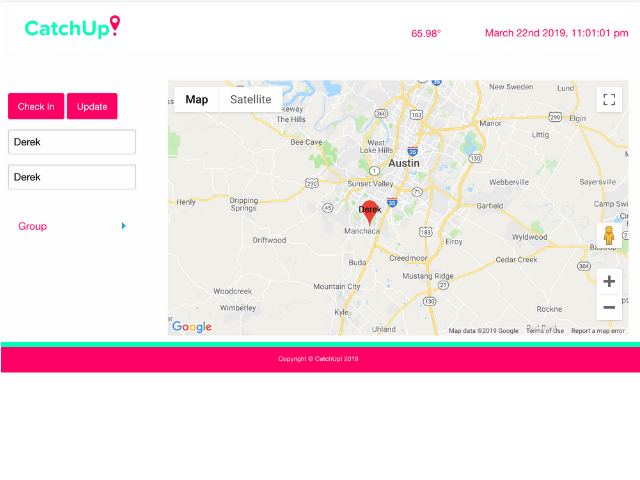 CatchUp!
65.98°
March 22nd 2019, 11:01:01 pm
Check In
Update
Derek
Derek
Group
Map
Satellite
New Sweden
Lund
The Hills
Manor
Elgin
Littig
Bee Cave
West
Lake Hills
Austin
Sunset Valley
Webberville
Sayersville
Henly
Dripping
Springs
Derek
Garfield
Camp Swi
Manchaca
Driftwood
Elroy
Wyldwood
Buda
Creedmoor
Cedar Creek
Mustang Ridge
Mountain City
Woodcreek
Wimberley
Kyle
Rockne
Uhland
Google
Map data ©2019 Google
Terms of Use
Report a map error
Copyright © CatchUp! 2019